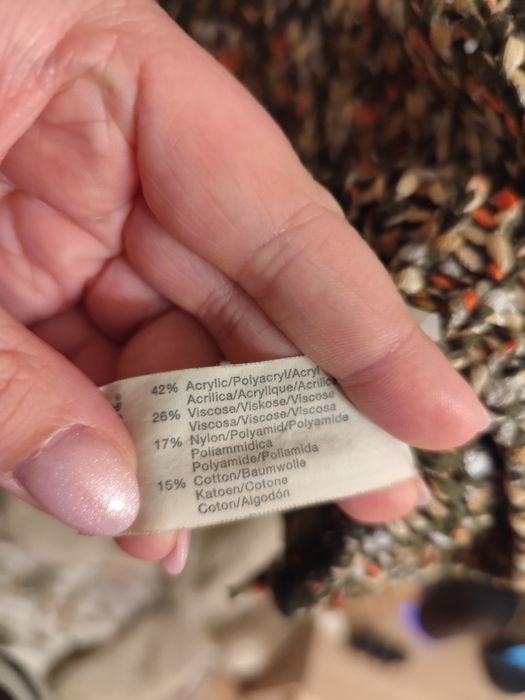 42% Acrylic/Polyacryl/Acryl
Acrilica/Acryllque/Acrilico
26% Viscose/Viskose/Viscose
Viscosa/Viscose/Viscosa
17% Nylon/Polyamid/Polyamide
Poliammidica
Polyamide/Poliamida
15% Cotton/Baumwolle
Katoen/Cotone
Coton/Algodón